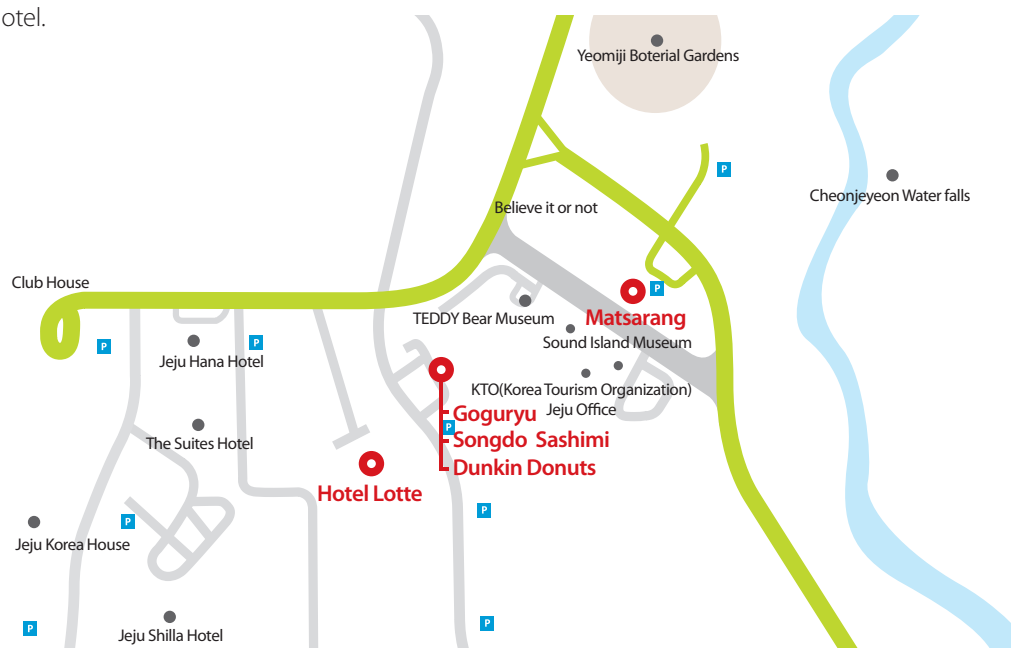 otel.
Yeomiji Boterial Gardens
P
Cheonjeyeon Water falls
Believe it or not
Club House
P
TEDDY Bear Museum
Matsarang
P
P
Jeju Hana Hotel
Sound Island Museum
KTO(Korea Tourism Organization)
Jeju Office
Goguryu
P
Songdo Sashimi
Dunkin Donuts
The Suites Hotel
Hotel Lotte
P
P
Jeju Korea House
P
P
Jeju Shilla Hotel